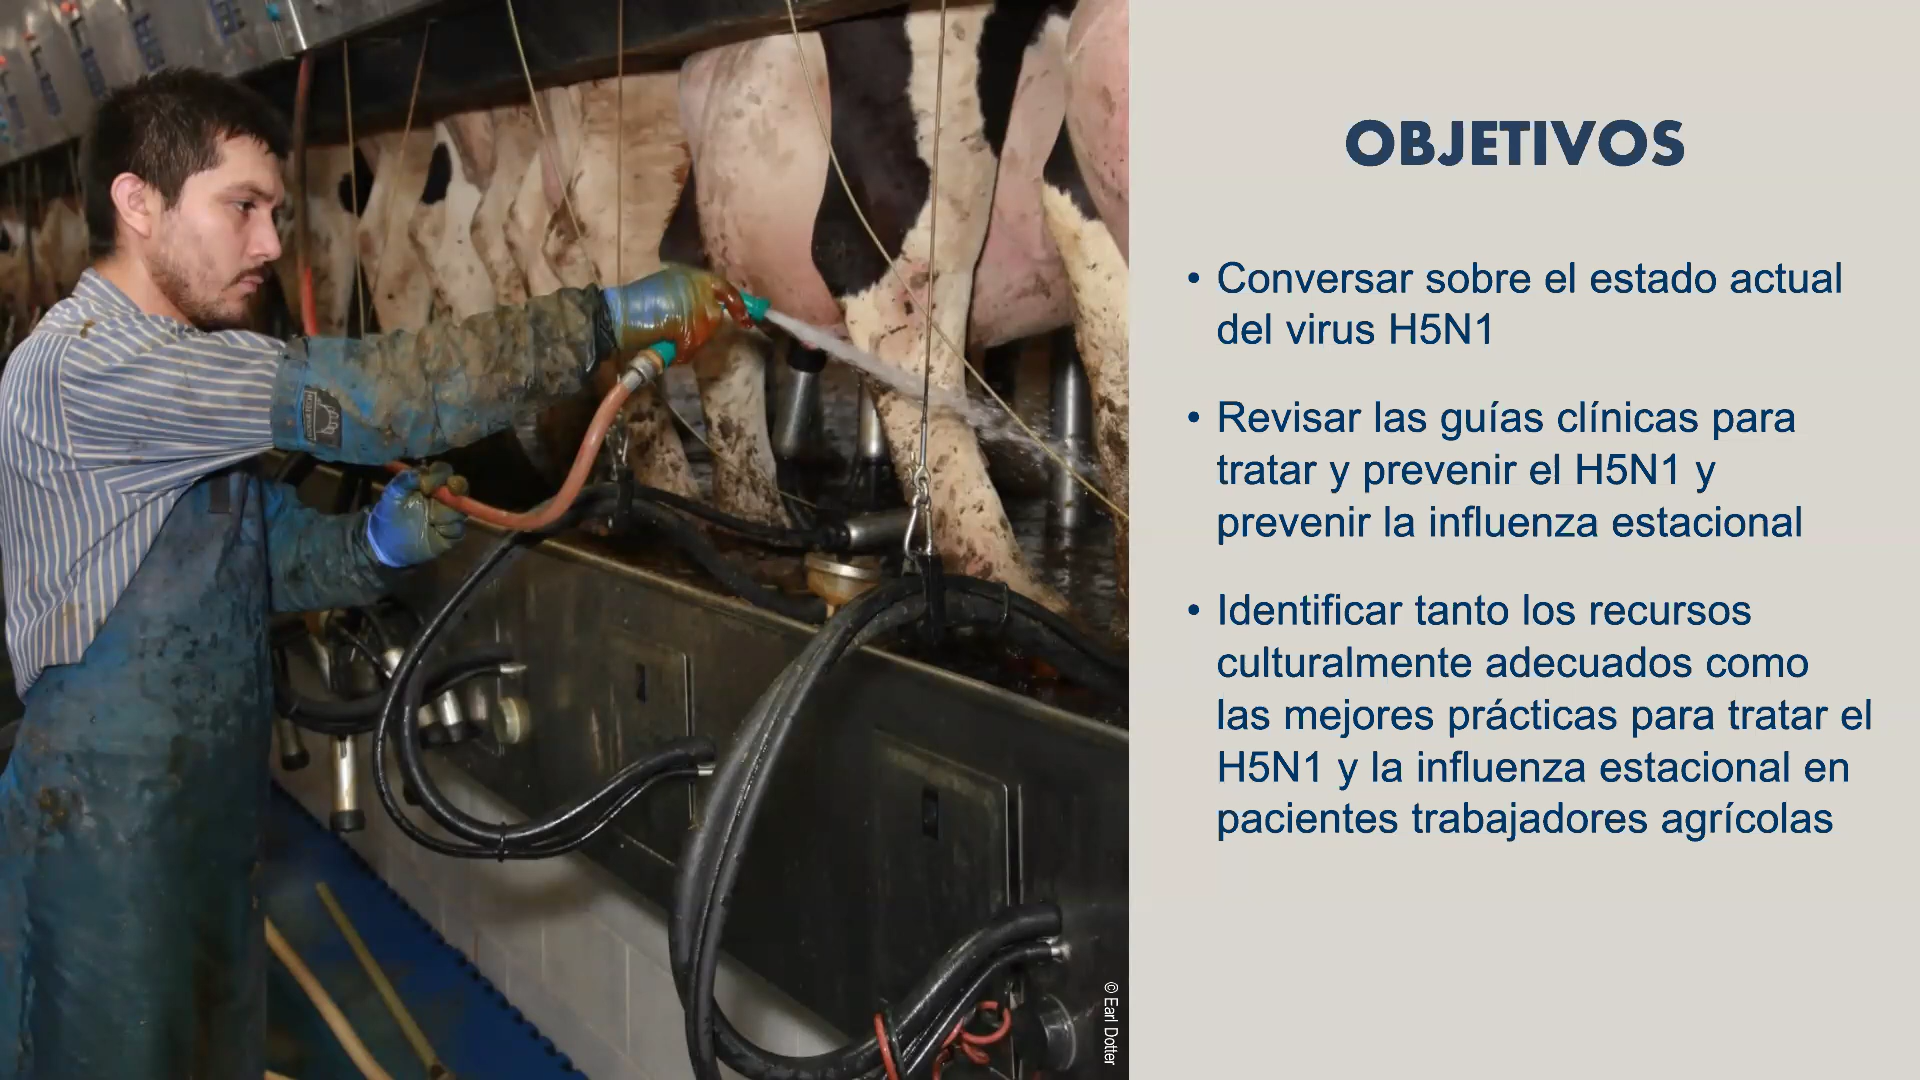 OBJETIVOS
• Conversar sobre el estado actual
del virus H5N1
• Revisar las guías clínicas para
tratar y prevenir el H5N1 y
prevenir la influenza estacional
• Identificar tanto los recursos
culturalmente adecuados como
las mejores prácticas para tratar el
H5N1 y la influenza estacional en
pacientes trabajadores agrícolas
© Earl Dotter